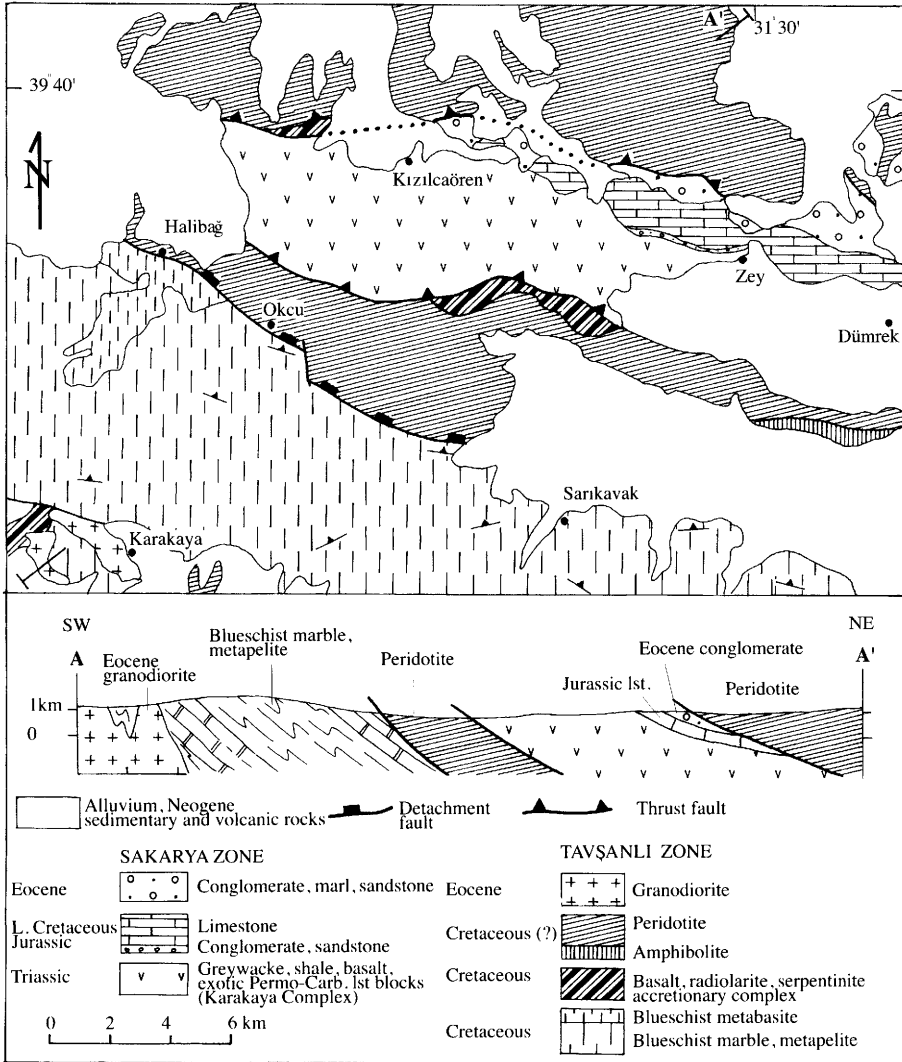 A'
31°30'
39°40'
N
Kızılcaören
Halibağ
Zey
Okcu
Dümrek
Sarıkavak
Karakaya
SW
NE
A
Eocene
granodiorite
Blueschist marble,
metapelite
Peridotite
Eocene conglomerate
Jurassic lst.
Peridotite
A'
1km
0
Alluvium, Neogene
sedimentary and volcanic rocks
Detachment
fault
Thrust fault
SAKARYA ZONE
Eocene
Conglomerate, marl, sandstone
L. Cretaceous
Jurassic
Limestone
Conglomerate, sandstone
Triassic
Greywacke, shale, basalt,
exotic Permo-Carb. lst blocks
(Karakaya Complex)
0 2 4 6 km
TAVŞANLI ZONE
Eocene
Granodiorite
Cretaceous (?)
Peridotite
Amphibolite
Cretaceous
Basalt, radiolarite, serpentinite
accretionary complex
Cretaceous
Blueschist metabasite
Blueschist marble, metapelite